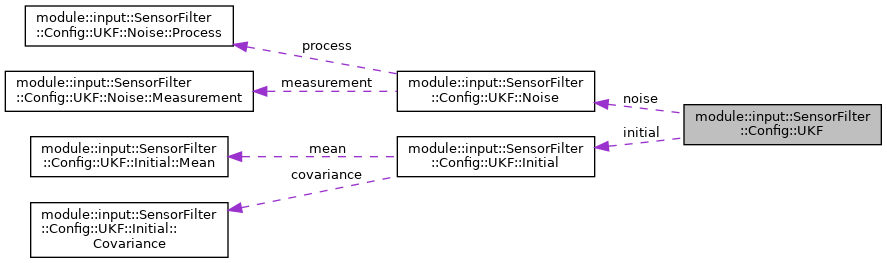 module::input::SensorFilter
::Config::UKF::Noise::Process
process
module::input::SensorFilter
::Config::UKF::Noise::Measurement
measurement
module::input::SensorFilter
::Config::UKF::Noise
noise
module::input::SensorFilter
::Config::UKF
initial
module::input::SensorFilter
::Config::UKF::Initial::Mean
mean
module::input::SensorFilter
::Config::UKF::Initial
covariance
module::input::SensorFilter
::Config::UKF::Initial::
Covariance